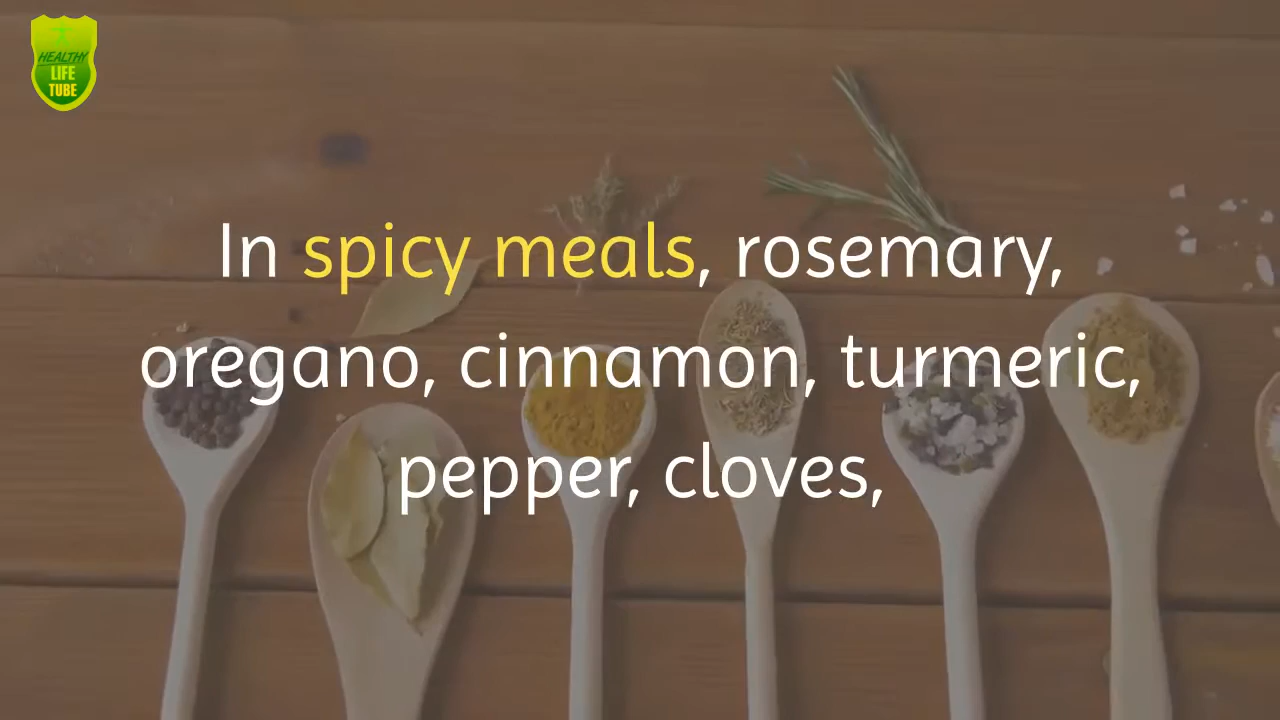 HEALTHY
LIFE
TUBE
In spicy meals, rosemary,
oregano, cinnamon, turmeric,
pepper, cloves,